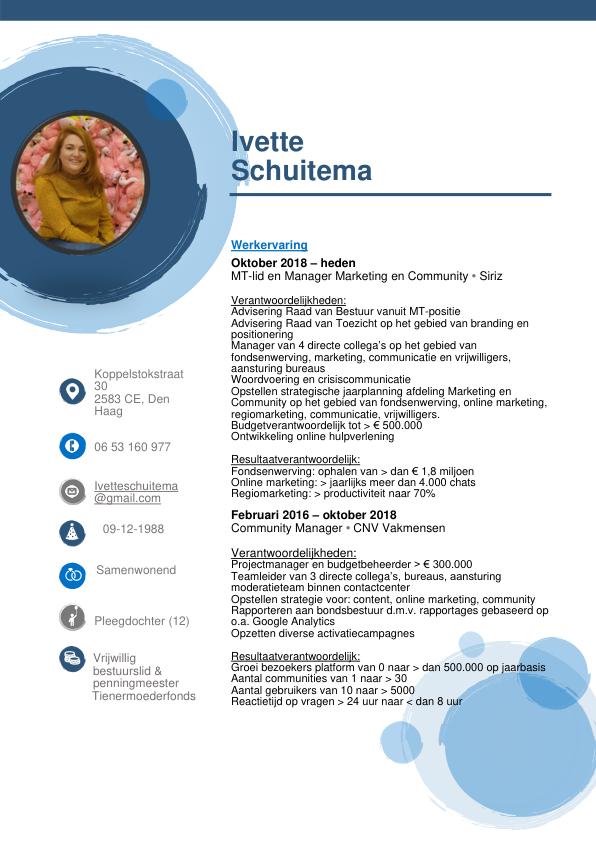 Ivette
Schuitema
Werkervaring
Oktober 2018 – heden
MT-lid en Manager Marketing en Community • Siriz
Verantwoordelijkheden:
Advisering Raad van Bestuur vanuit MT-positie
Advisering Raad van Toezicht op het gebied van branding en
positionering
Manager van 4 directe collega's op het gebied van
fondsenwerving, marketing, communicatie en vrijwilligers,
aansturing bureaus
Woordvoering en crisiscommunicatie
Opstellen strategische jaarplanning afdeling Marketing en
Community op het gebied van fondsenwerving, online marketing,
regiomarketing, communicatie, vrijwilligers.
Budgetverantwoordelijk tot > € 500.000
Ontwikkeling online hulpverlening
Resultaatverantwoordelijk:
Fondsenwerving: ophalen van > dan € 1,8 miljoen
Online marketing: > jaarlijks meer dan 4.000 chats
Regiomarketing: > productiviteit naar 70%
Februari 2016 – oktober 2018
Community Manager • CNV Vakmensen
Verantwoordelijkheden:
Projectmanager en budgetbeheerder > € 300.000
Teamleider van 3 directe collega's, bureaus, aansturing
moderatieteam binnen contactcenter
Opstellen strategie voor: content, online marketing, community
Rapporteren aan bondsbestuur d.m.v. rapportages gebaseerd op
o.a. Google Analytics
Opzetten diverse activatiecampagnes
Resultaatverantwoordelijk:
Groei bezoekers platform van 0 naar > dan 500.000 op jaarbasis
Aantal communities van 1 naar > 30
Aantal gebruikers van 10 naar > 5000
Reactietijd op vragen > 24 uur naar < dan 8 uur
Koppelstokstraat
30
2583 CE, Den
Haag
06 53 160 977
Ivetteschuitema
@gmail.com
09-12-1988
Samenwonend
Pleegdochter (12)
Vrijwillig
bestuurslid &
penningmeester
Tienermoederfonds